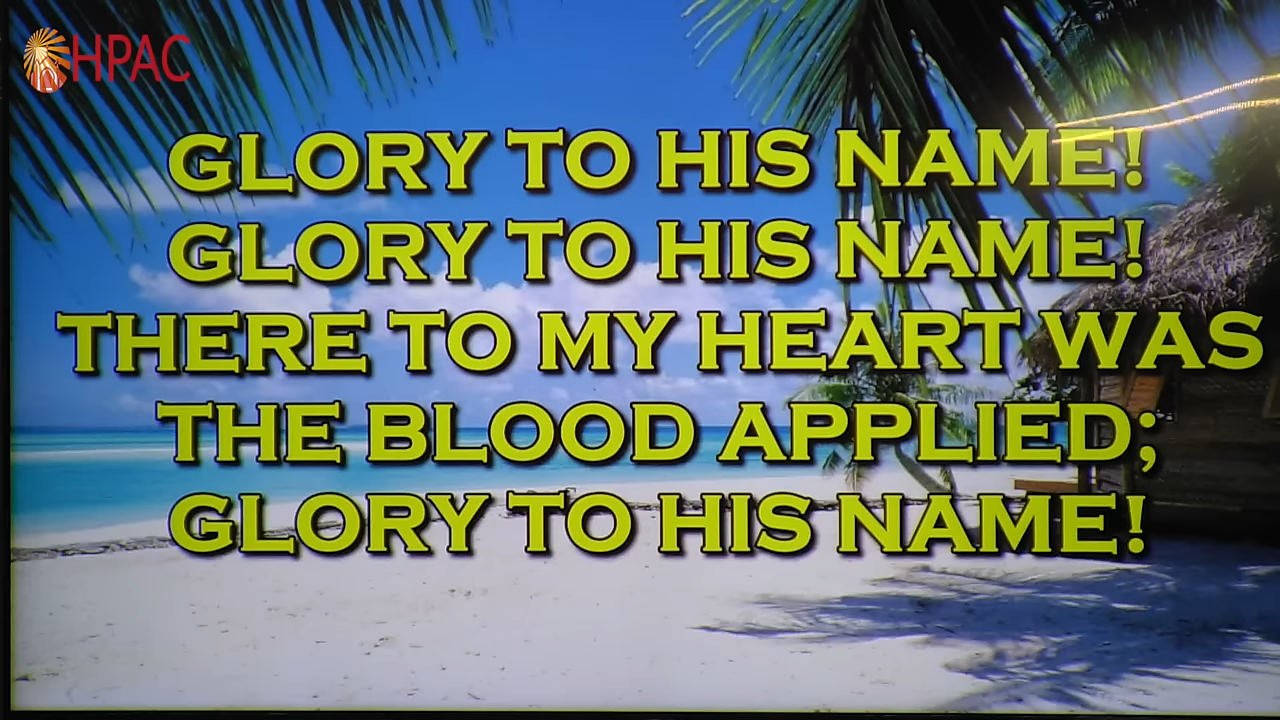 HPAC
GLORY TO HIS NAME!
GLORY TO HIS NAME!
THERE TO MY HEART WAS
THE BLOOD APPLIED;
GLORY TO HIS NAME!